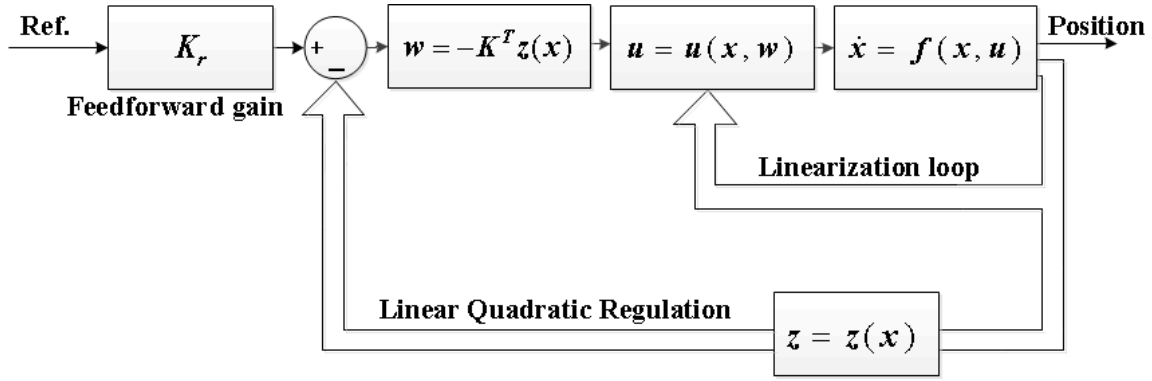 Ref.
K_r
Feedforward gain
+
−
w = −K^T z(x)
u = u(x, w)
ẋ = f(x, u)
Position
Linearization loop
Linear Quadratic Regulation
z = z(x)